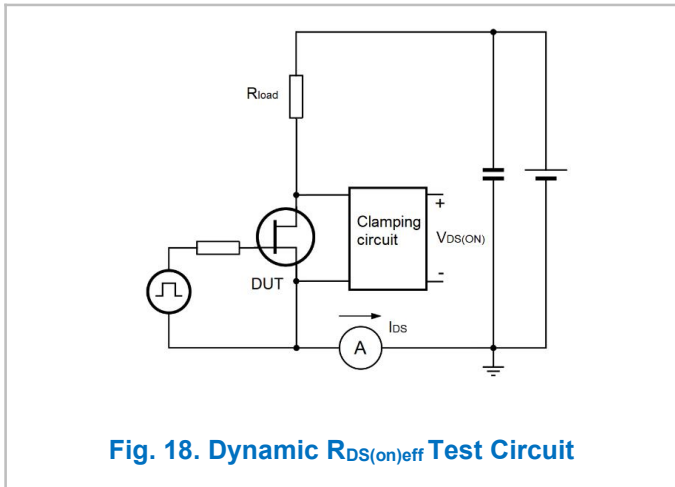 Rload
Clamping
circuit
+
VDS(ON)
-
DUT
IDS
A
Fig. 18. Dynamic RDS(on)eff Test Circuit